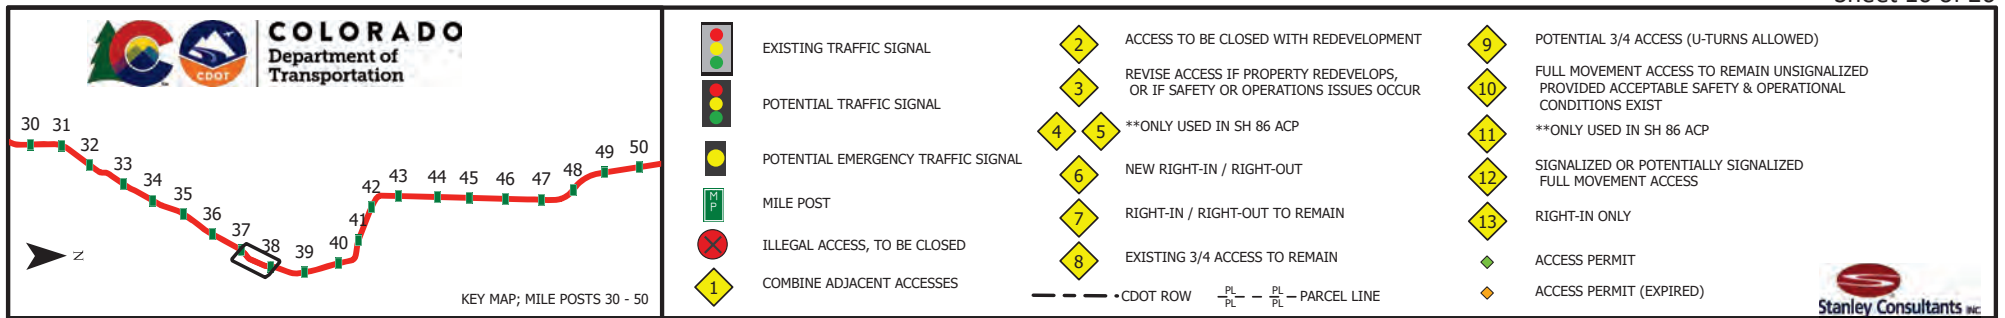 COLORADO
Department of
Transportation
CDOT
30 31 32 33 34 35 36 37 38 39 40 41 42 43 44 45 46 47 48 49 50
N
KEY MAP; MILE POSTS 30 - 50
EXISTING TRAFFIC SIGNAL
POTENTIAL TRAFFIC SIGNAL
POTENTIAL EMERGENCY TRAFFIC SIGNAL
M
P
MILE POST
ILLEGAL ACCESS, TO BE CLOSED
1 COMBINE ADJACENT ACCESSES
2 ACCESS TO BE CLOSED WITH REDEVELOPMENT
3 REVISE ACCESS IF PROPERTY REDEVELOPS,
OR IF SAFETY OR OPERATIONS ISSUES OCCUR
4 5 **ONLY USED IN SH 86 ACP
6 NEW RIGHT-IN / RIGHT-OUT
7 RIGHT-IN / RIGHT-OUT TO REMAIN
8 EXISTING 3/4 ACCESS TO REMAIN
CDOT ROW
PL PL
PL PL
PARCEL LINE
9 POTENTIAL 3/4 ACCESS (U-TURNS ALLOWED)
10 FULL MOVEMENT ACCESS TO REMAIN UNSIGNALIZED
PROVIDED ACCEPTABLE SAFETY & OPERATIONAL
CONDITIONS EXIST
11 **ONLY USED IN SH 86 ACP
12 SIGNALIZED OR POTENTIALLY SIGNALIZED
FULL MOVEMENT ACCESS
13 RIGHT-IN ONLY
ACCESS PERMIT
ACCESS PERMIT (EXPIRED)
Stanley Consultants INC